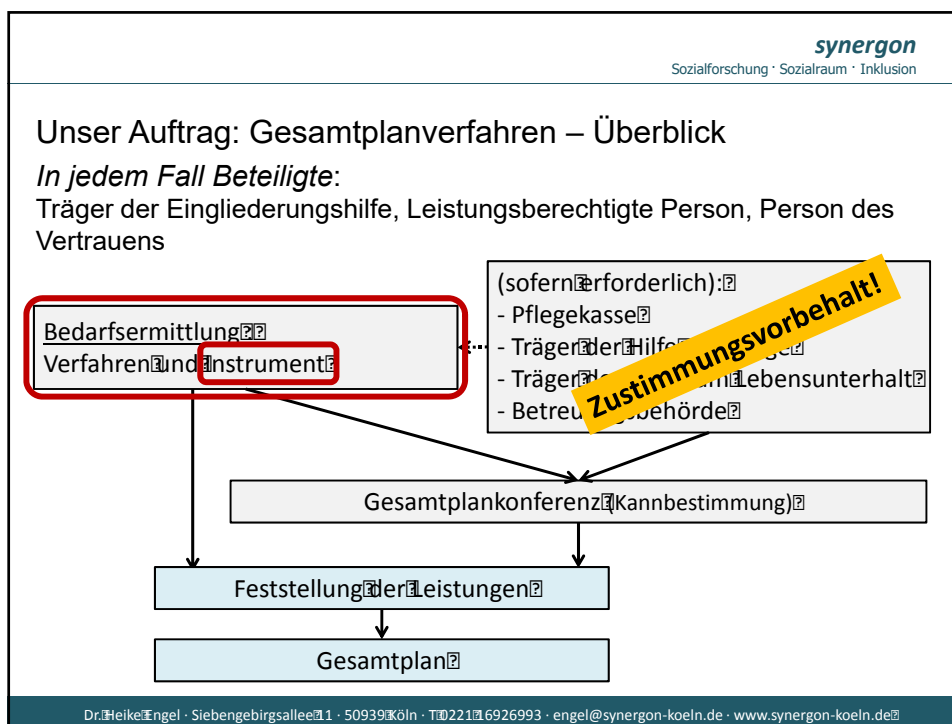 synergon
Sozialforschung · Sozialraum · Inklusion
Unser Auftrag: Gesamtplanverfahren – Überblick
In jedem Fall Beteiligte:
Träger der Eingliederungshilfe, Leistungsberechtigte Person, Person des
Vertrauens
Bedarfsermittlung
Verfahren und Instrument
(sofern erforderlich):
- Pflegekasse
- Träger der Hilfe
- Träger Lebensunterhalt
-
Zustimmungsvorbehalt!
Gesamtplankonferenz (Kannbestimmung)
Feststellung der Leistungen
Gesamtplan
Dr. Heike Engel · Siebengebirgsallee 11 · 50939 Köln · T 0221 16926993 · engel@synergon-koeln.de · www.synergon-koeln.de